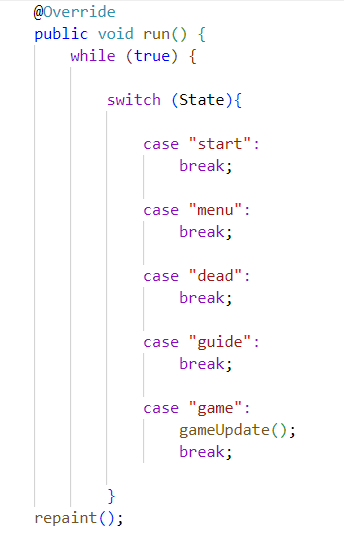 @Override
public void run() {
while (true) {
switch (State){
case "start":
break;
case "menu":
break;
case "dead":
break;
case "guide":
break;
case "game":
gameUpdate();
break;
}
repaint();